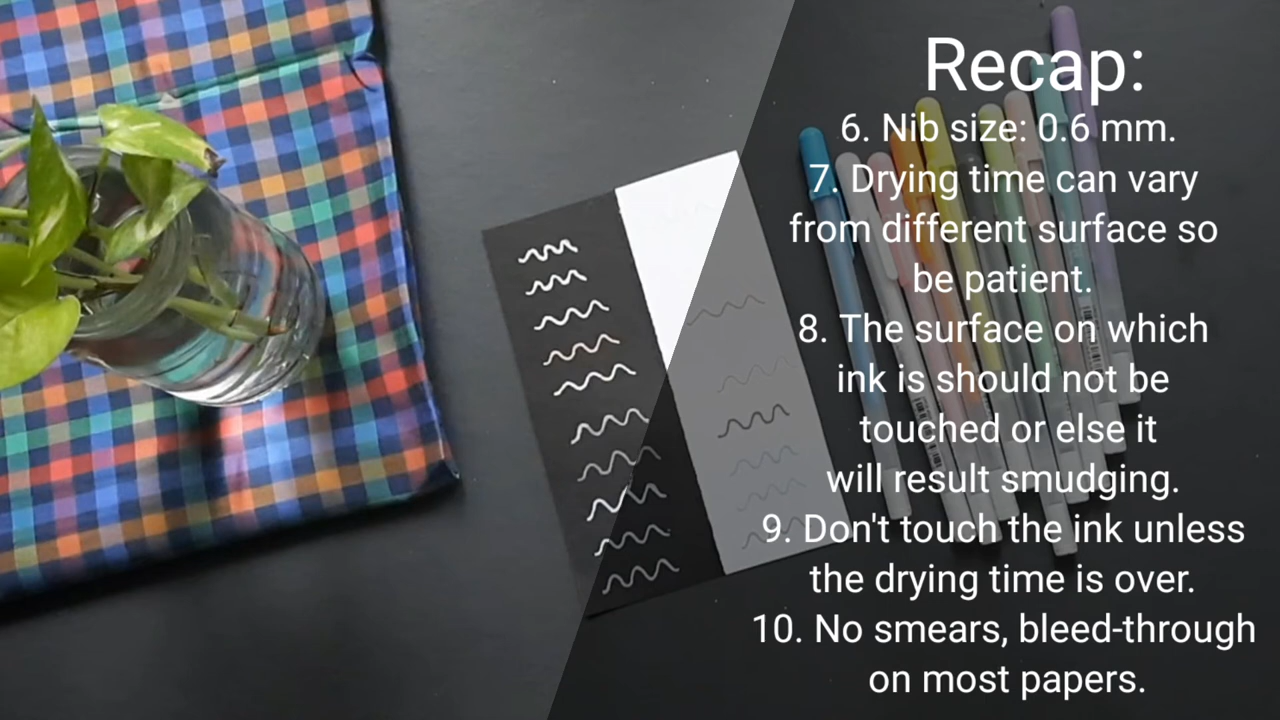 Recap:
6. Nib size: 0.6 mm.
7. Drying time can vary
from different surface so
be patient.
8. The surface on which
ink is should not be
touched or else it
will result smudging.
9. Don't touch the ink unless
the drying time is over.
10. No smears, bleed-through
on most papers.